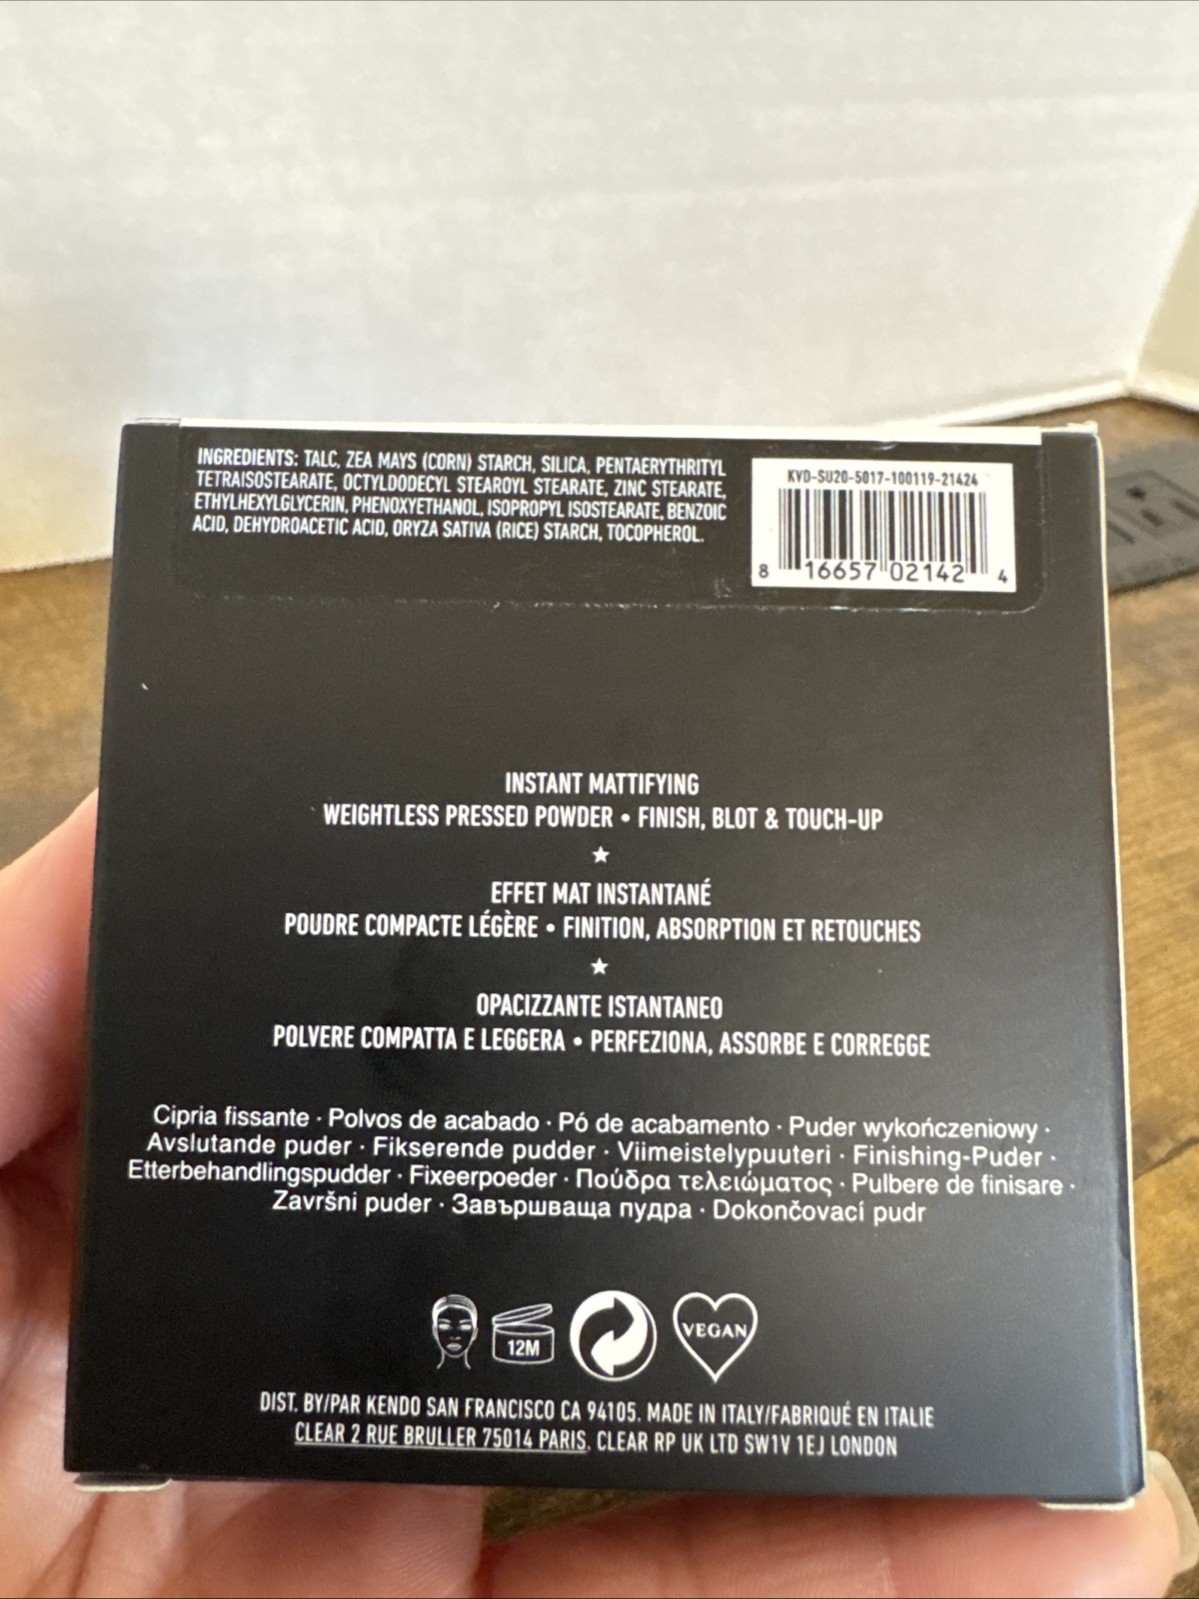 INGREDIENTS: TALC, ZEA MAYS (CORN) STARCH, SILICA, PENTAERYTHRITYL
TETRAISOSTEARATE, OCTYLDODECYL STEAROYL STEARATE, ZINC STEARATE,
ETHYLHEXYLGLYCERIN, PHENOXYETHANOL, ISOPROPYL ISOSTEARATE, BENZOIC
ACID, DEHYDROACETIC ACID, ORYZA SATIVA (RICE) STARCH, TOCOPHEROL.
KVD-SU20-5017-100119-21424
8 16657 02142 4
INSTANT MATTIFYING
WEIGHTLESS PRESSED POWDER • FINISH, BLOT & TOUCH-UP
★
EFFET MAT INSTANTANÉ
POUDRE COMPACTE LÉGÈRE • FINITION, ABSORPTION ET RETOUCHES
★
OPACIZZANTE ISTANTANEO
POLVERE COMPATTA E LEGGERA • PERFEZIONA, ASSORBE E CORREGGE
Cipria fissante · Polvos de acabado · Pó de acabamento · Puder wykończeniowy ·
Avslutande puder · Fikserende pudder · Viimeistelypuuteri · Finishing-Puder ·
Etterbehandlingspudder · Fixeerpoeder · Πούδρα τελειώματος · Pulbere de finisare ·
Završni puder · Завършваща пудра · Dokončovací pudr
12M
VEGAN
DIST. BY/PAR KENDO SAN FRANCISCO CA 94105. MADE IN ITALY/FABRIQUÉ EN ITALIE
CLEAR 2 RUE BRULLER 75014 PARIS. CLEAR RP UK LTD SW1V 1EJ LONDON